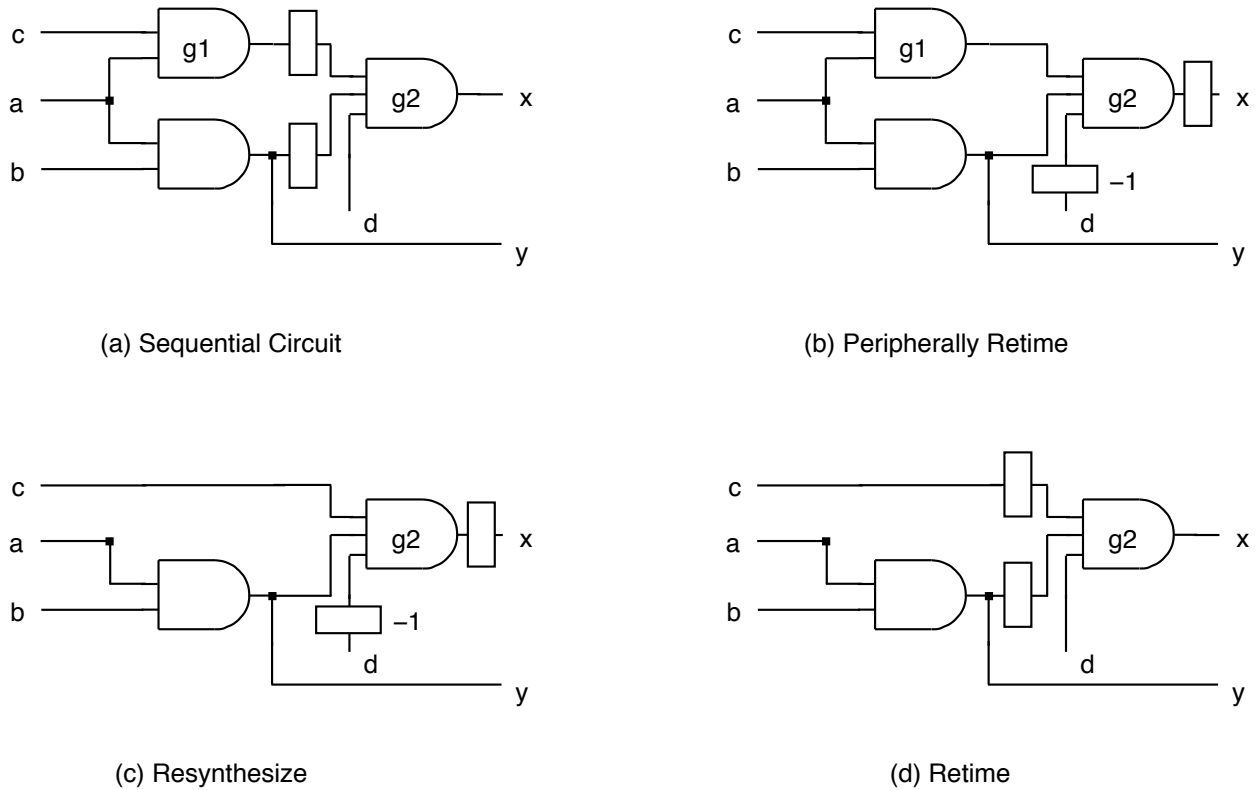 c
g1
a
g2
x
b
d
y
(a) Sequential Circuit
c
g1
a
g2
x
b
–1
d
y
(b) Peripherally Retime
c
a
g2
x
b
–1
d
y
(c) Resynthesize
c
a
g2
x
b
d
y
(d) Retime